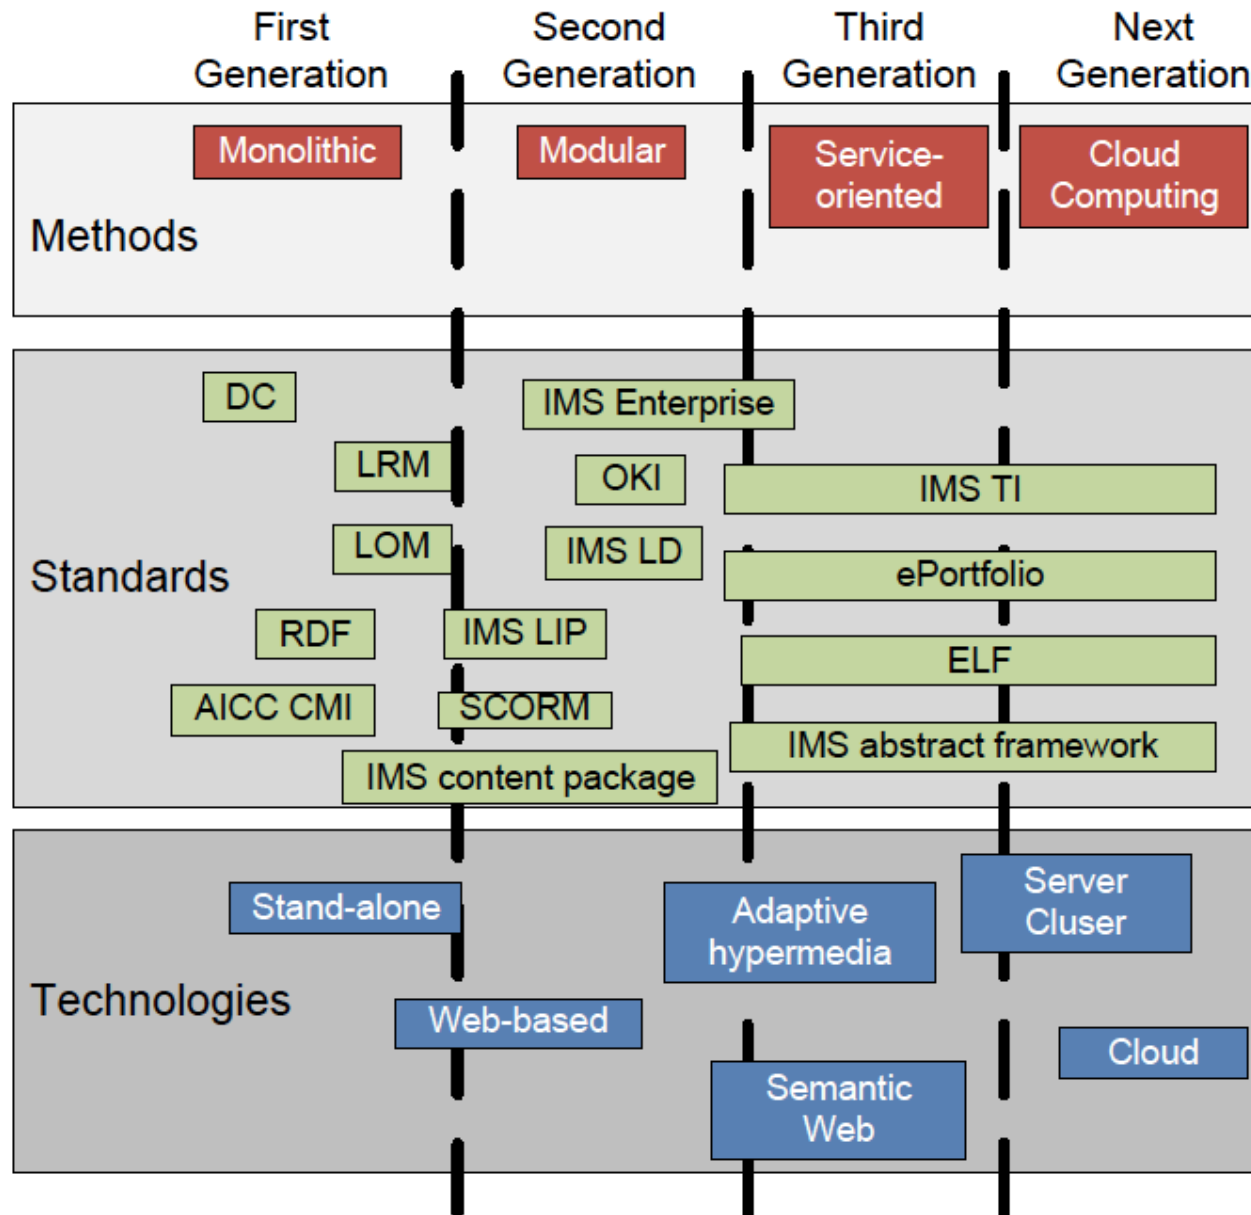 First
Generation
Second
Generation
Third
Generation
Next
Generation
Monolithic
Modular
Service-
oriented
Cloud
Computing
Methods
DC
IMS Enterprise
LRM
OKI
IMS TI
LOM
IMS LD
ePortfolio
Standards
RDF
IMS LIP
ELF
AICC CMI
SCORM
IMS abstract framework
IMS content package
Stand-alone
Adaptive
hypermedia
Server
Cluser
Technologies
Web-based
Cloud
Semantic
Web